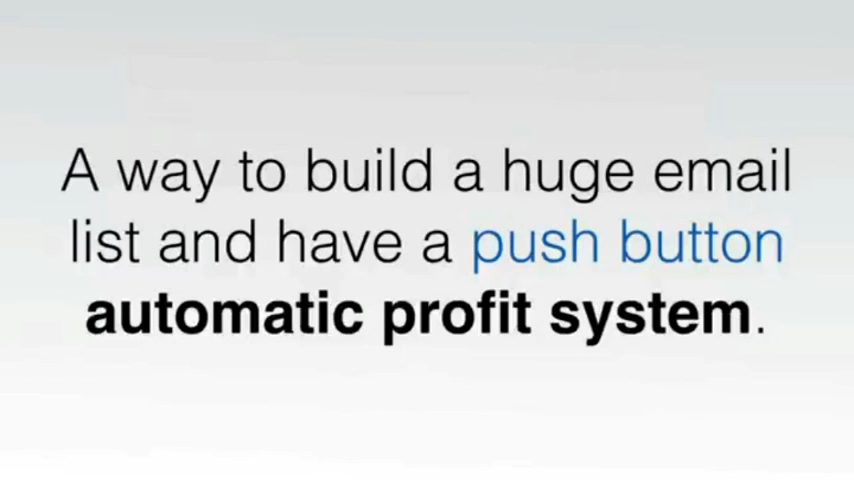 A way to build a huge email
list and have a push button
automatic profit system.